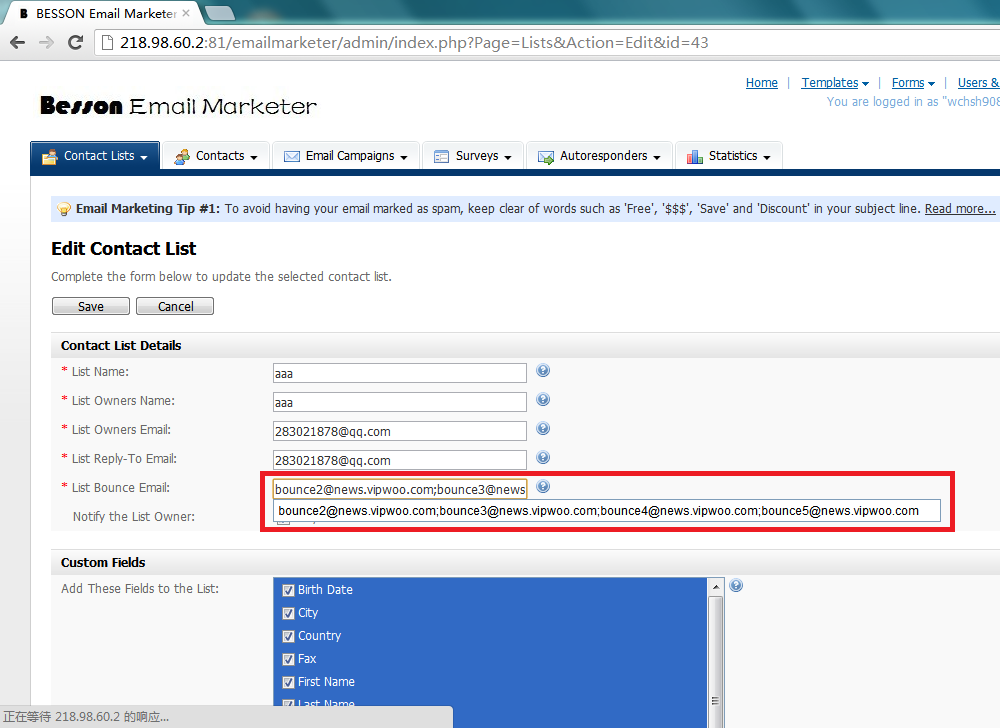 BESSON Email Marketer
218.98.60.2:81/emailmarketer/admin/index.php?Page=Lists&Action=Edit&id=43
Home | Templates | Forms | Users &
You are logged in as "wchsh908
Besson Email Marketer
Contact Lists Contacts Email Campaigns Surveys Autoresponders Statistics
Email Marketing Tip #1: To avoid having your email marked as spam, keep clear of words such as 'Free', '$$$', 'Save' and 'Discount' in your subject line. Read more...
Edit Contact List
Complete the form below to update the selected contact list.
Save Cancel
Contact List Details
* List Name: aaa
* List Owners Name: aaa
* List Owners Email: 283021878@qq.com
* List Reply-To Email: 283021878@qq.com
* List Bounce Email: bounce2@news.vipwoo.com;bounce3@news
bounce2@news.vipwoo.com;bounce3@news.vipwoo.com;bounce4@news.vipwoo.com;bounce5@news.vipwoo.com
Notify the List Owner:
Custom Fields
Add These Fields to the List: Birth Date
City
Country
Fax
First Name
Last Name
正在等待 218.98.60.2 的响应...